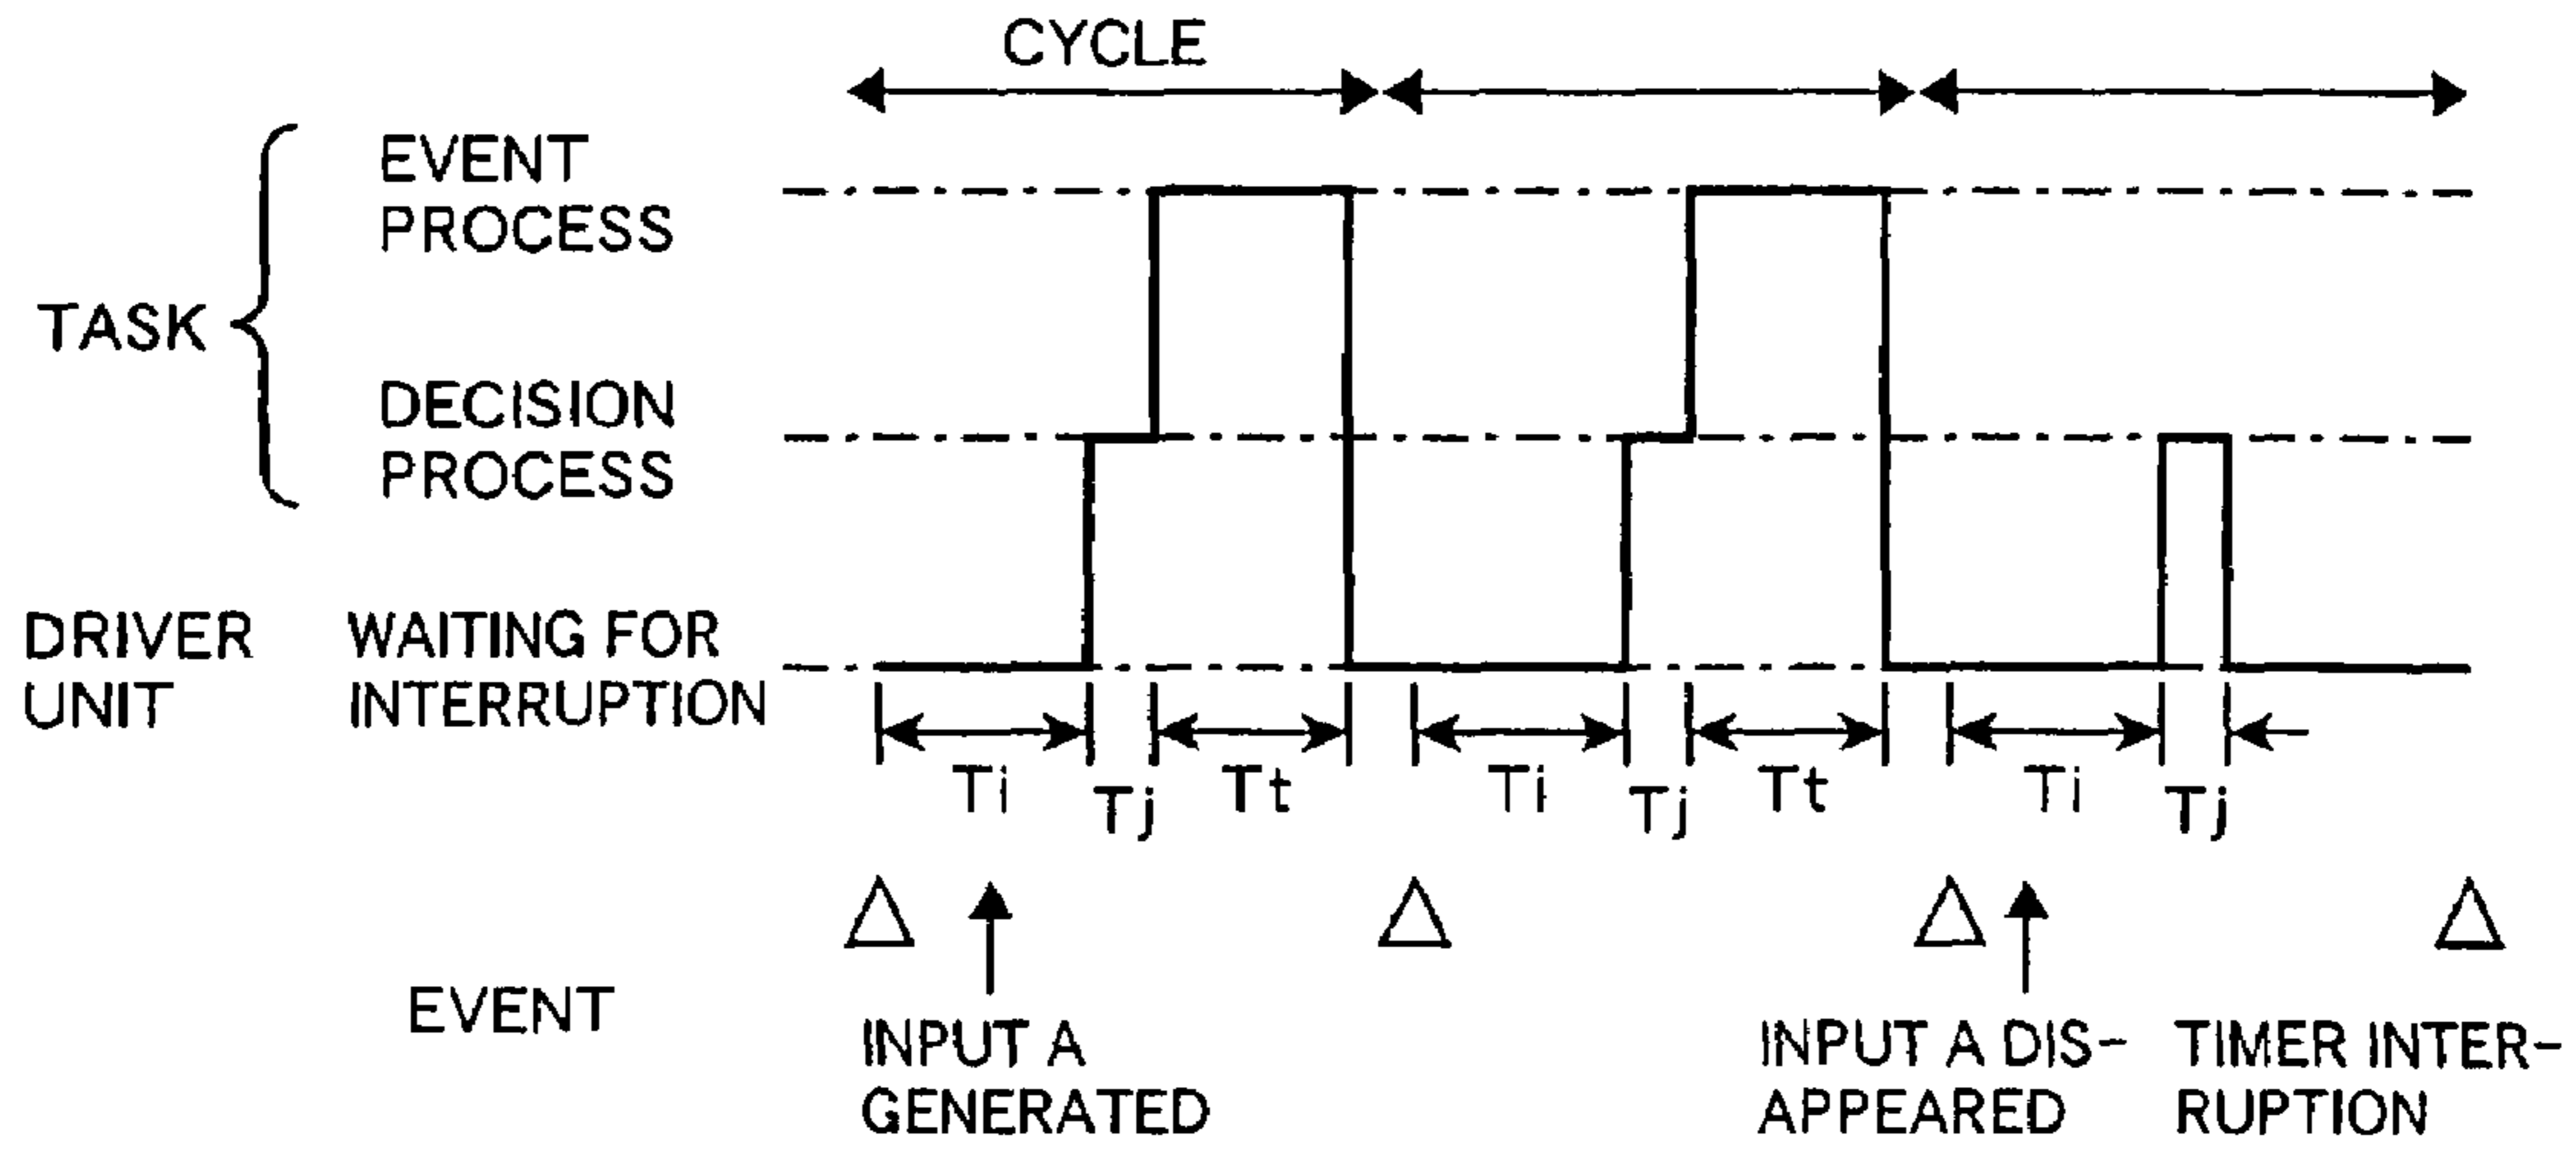 CYCLE
EVENT
PROCESS
TASK
DECISION
PROCESS
DRIVER
UNIT
WAITING FOR
INTERRUPTION
Ti
Tj
Tt
Ti
Tj
Tt
Ti
Tj
EVENT
INPUT A
GENERATED
INPUT A DIS-
APPEARED
TIMER INTER-
RUPTION